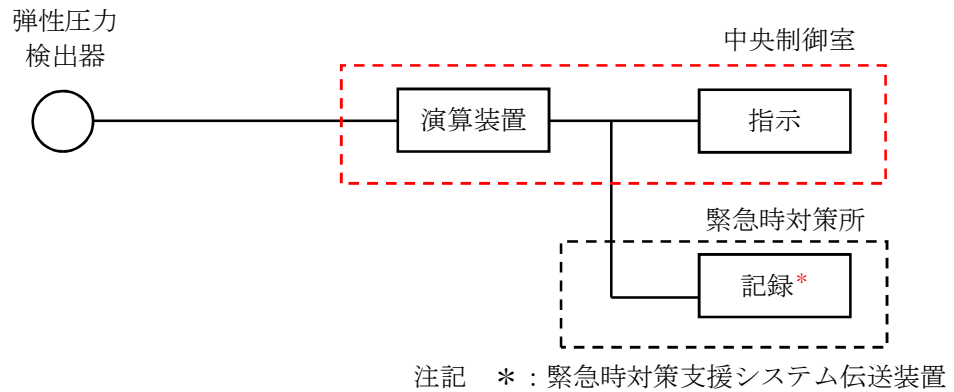 弾性圧力
検出器
中央制御室
演算装置
指示
緊急時対策所
記録*
注記　＊：緊急時対策支援システム伝送装置